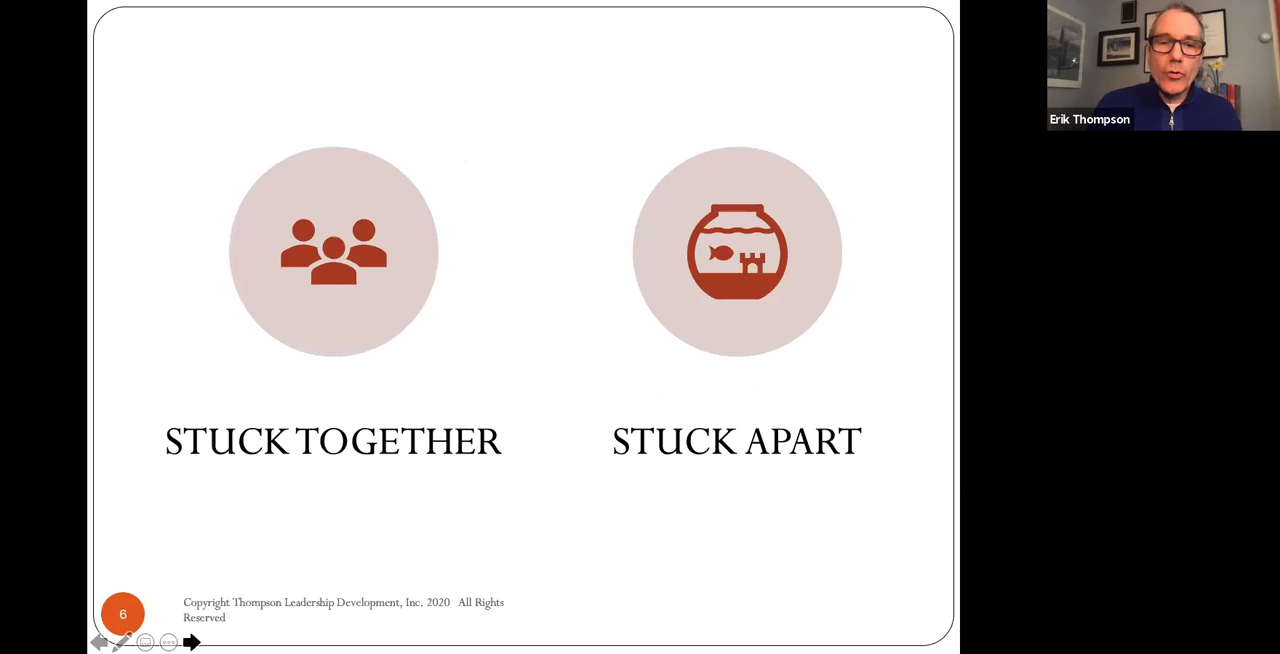 Erik Thompson
STUCK TOGETHER
STUCK APART
6
Copyright Thompson Leadership Development, Inc. 2020 All Rights
Reserved